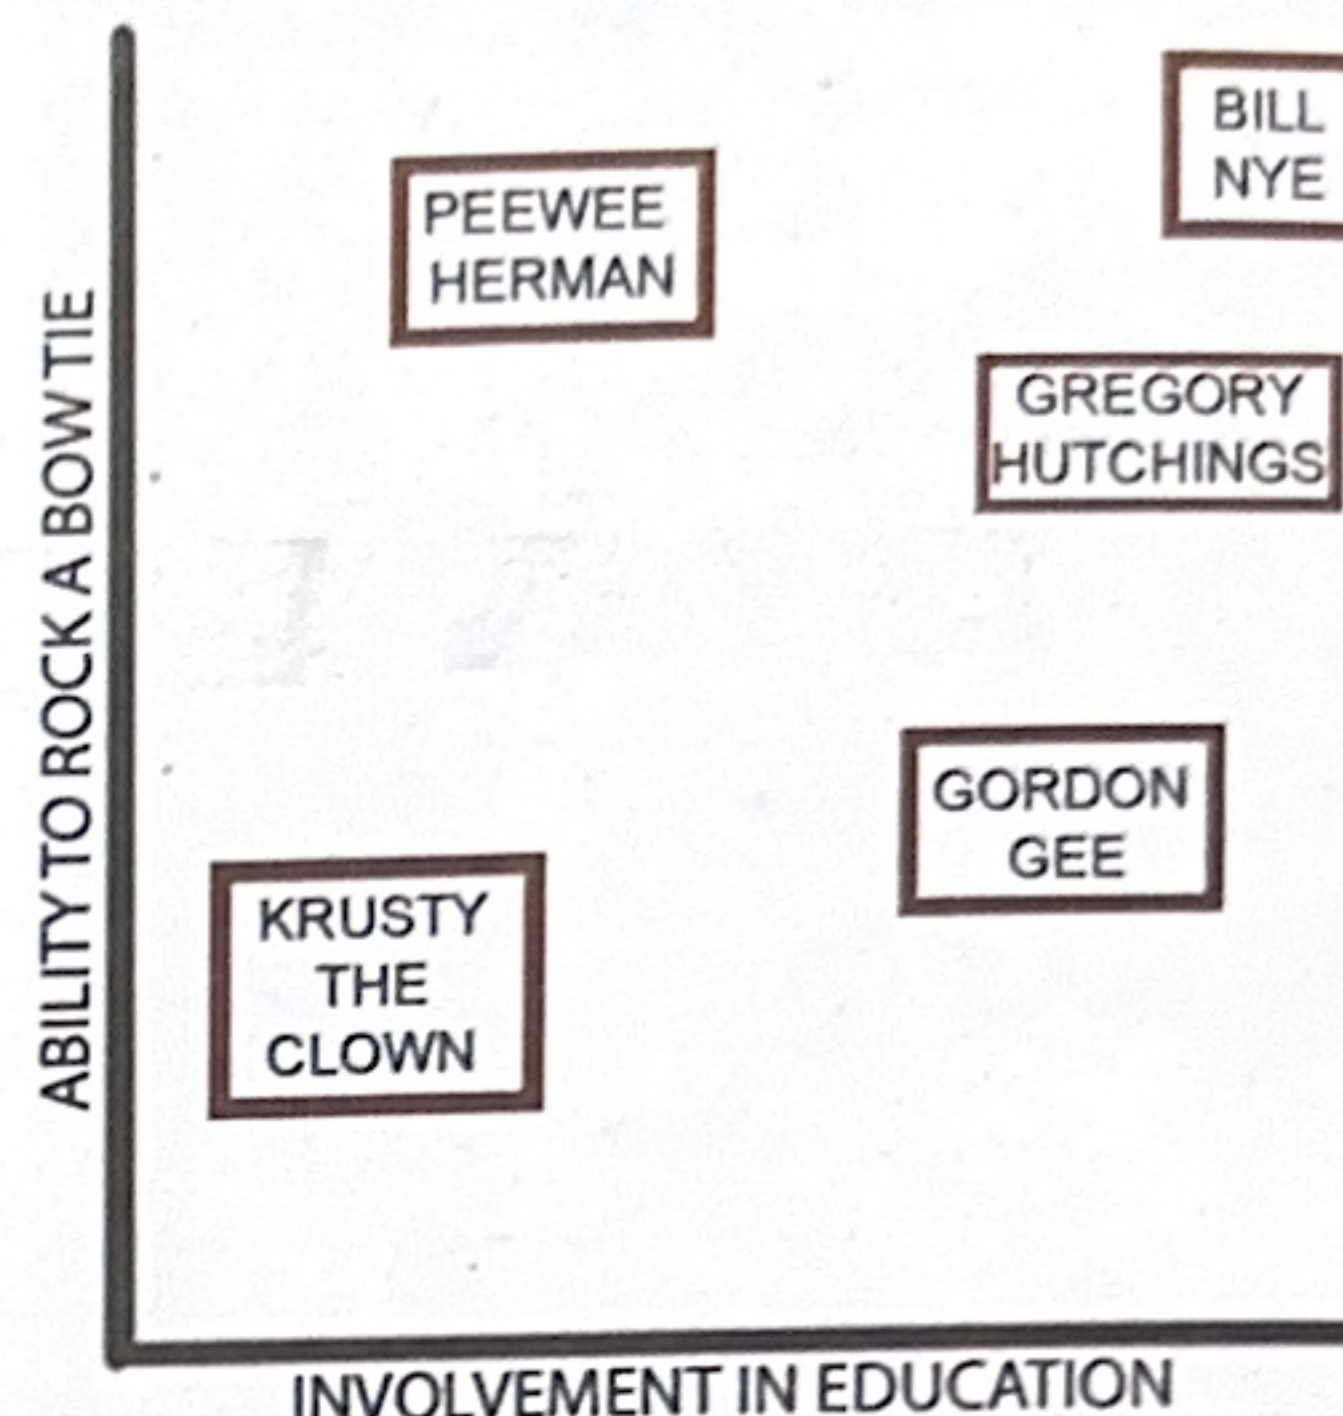 BILL
NYE
PEEWEE
HERMAN
GREGORY
HUTCHINGS
GORDON
GEE
KRUSTY
THE
CLOWN
ABILITY TO ROCK A BOW TIE
INVOLVEMENT IN EDUCATION